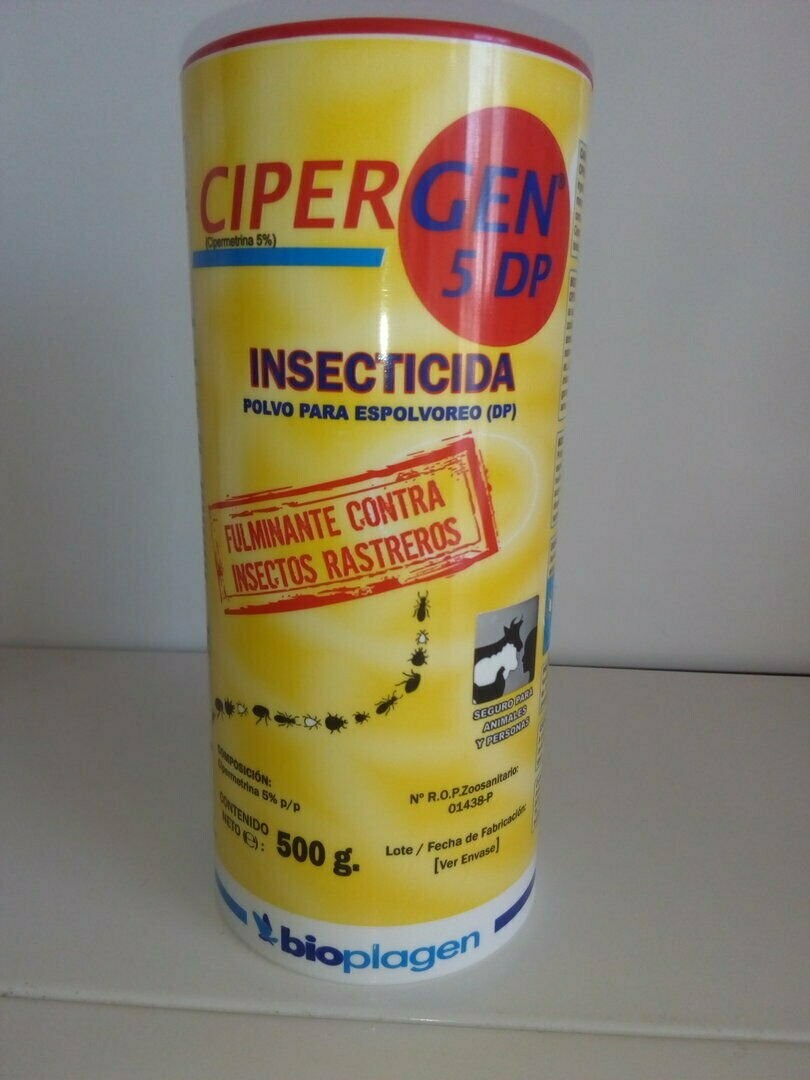 CIPERGEN®
(Cipermetrina 5%)
5 DP
INSECTICIDA
POLVO PARA ESPOLVOREO (DP)
FULMINANTE CONTRA
INSECTOS RASTREROS
SEGURO PARA
ANIMALES
Y PERSONAS
COMPOSICIÓN:
Cipermetrina 5% p/p
CONTENIDO
NETO (e): 500 g.
Nº R.O.P.Zoosanitario:
01438-P
Lote / Fecha de Fabricación:
[Ver Envase]
bioplagen